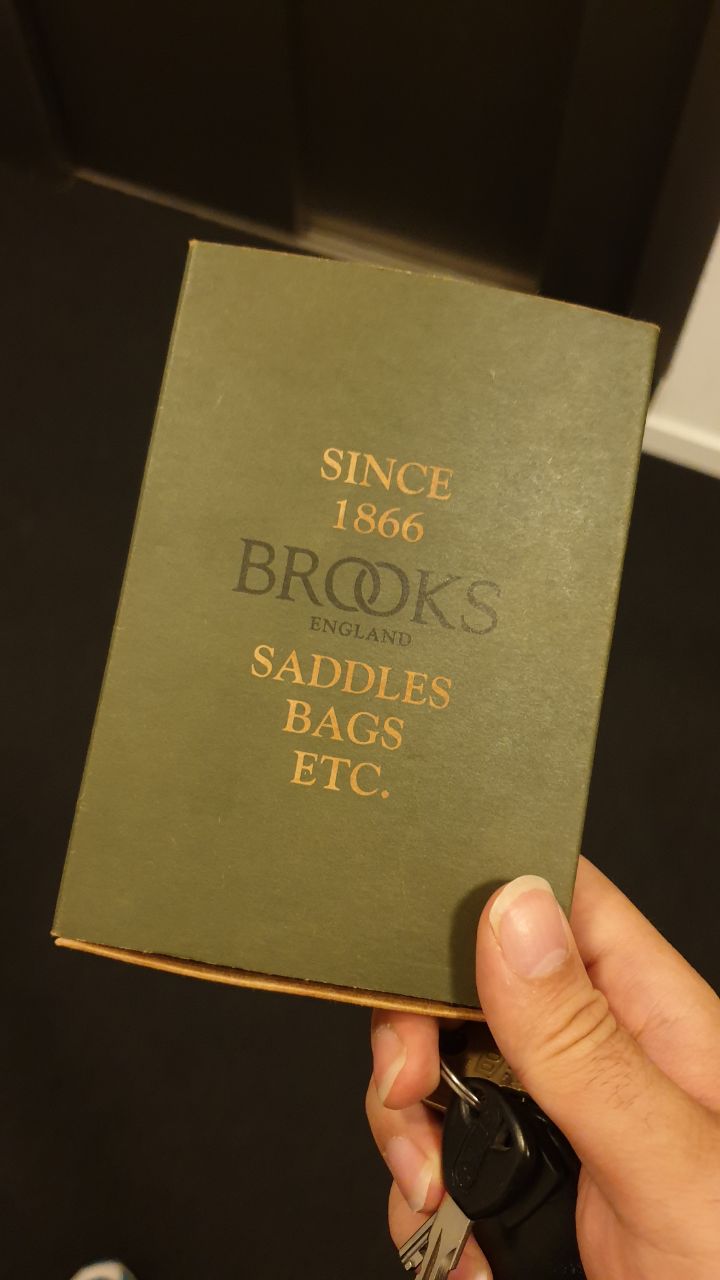 SINCE
1866
BROOKS
ENGLAND
SADDLES
BAGS
ETC.